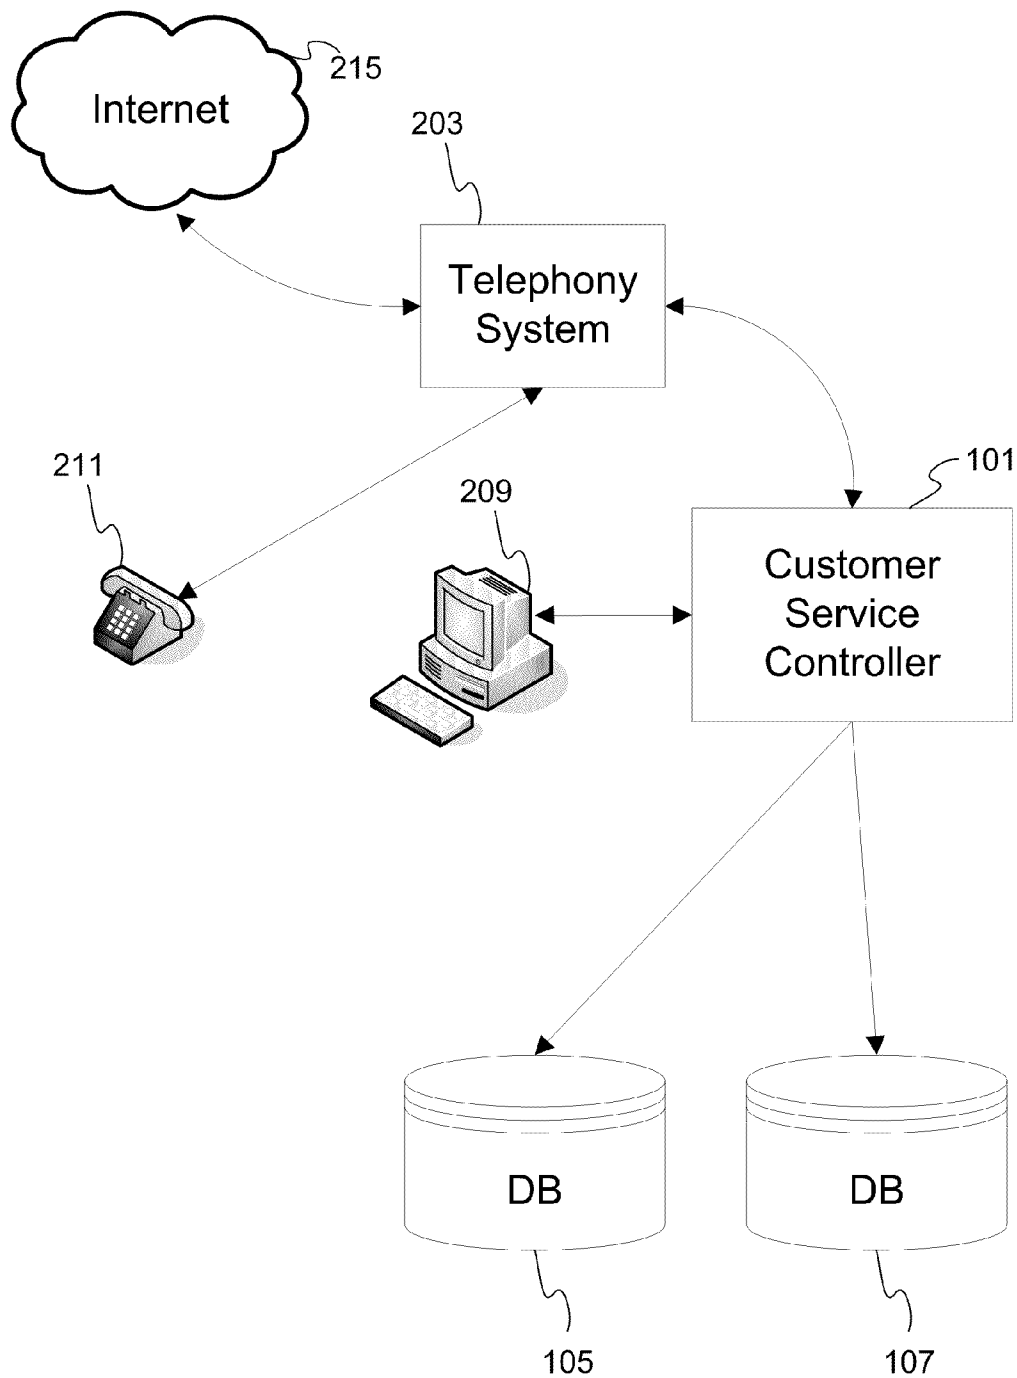 215
Internet
203
Telephony
System
211
209
101
Customer
Service
Controller
DB
DB
105
107